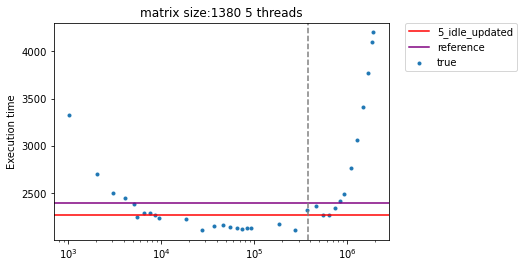 matrix size:1380 5 threads
5_idle_updated
reference
true
Execution time
4000
3500
3000
2500
10³ 10⁴ 10⁵ 10⁶